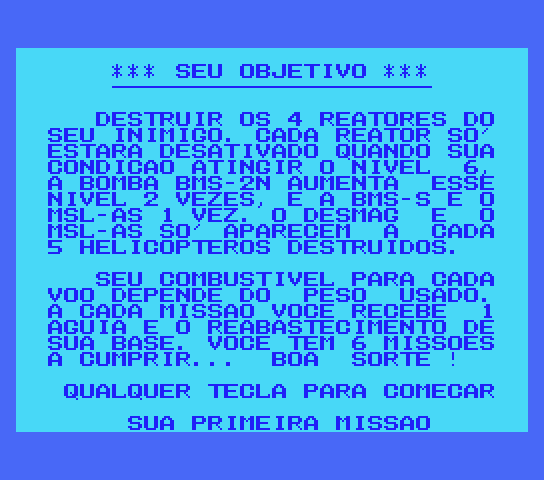 *** SEU OBJETIVO ***
DESTRUIR OS 4 REATORES DO
SEU INIMIGO. CADA REATOR SO'
ESTARA DESATIVADO QUANDO SUA
CONDICAO ATINGIR O NIVEL  6,
A BOMBA BMS-2N AUMENTA  ESSE
NIVEL 2 VEZES, E A BMS-S E O
MSL-AS 1 VEZ. O DESMAG  E  O
MSL-AS SO' APARECEM  A  CADA
5 HELICOPTEROS DESTRUIDOS.
SEU COMBUSTIVEL PARA CADA
VOO DEPENDE DO  PESO  USADO.
A CADA MISSAO VOCE RECEBE  1
AGUIA E O REABASTECIMENTO DE
SUA BASE. VOCE TEM 6 MISSOES
A CUMPRIR...  BOA  SORTE !
QUALQUER TECLA PARA COMECAR
SUA PRIMEIRA MISSAO